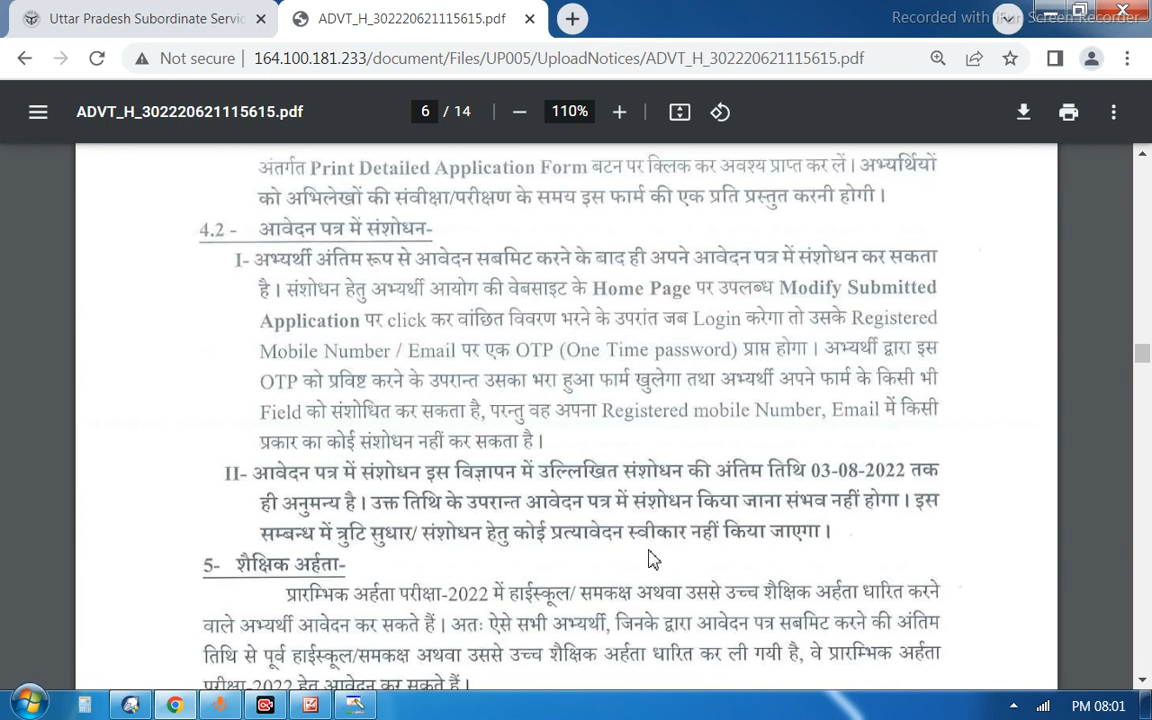 Uttar Pradesh Subordinate Servic
ADVT_H_302220621115615.pdf
Recorded with
Screen Recorder
Not secure
164.100.181.233/document/Files/UP005/UploadNotices/ADVT_H_302220621115615.pdf
ADVT_H_302220621115615.pdf
6 / 14
110%
अंतर्गत Print Detailed Application Form बटन पर क्लिक कर अवश्य प्राप्त कर लें। अभ्यर्थियों
को अभिलेखों की संवीक्षा/परीक्षण के समय इस फार्म की एक प्रति प्रस्तुत करनी होगी।
4.2 - आवेदन पत्र में संशोधन-
I- अभ्यर्थी अंतिम रूप से आवेदन सबमिट करने के बाद ही अपने आवेदन पत्र में संशोधन कर सकता
है। संशोधन हेतु अभ्यर्थी आयोग की वेबसाइट के Home Page पर उपलब्ध Modify Submitted
Application पर click कर वांछित विवरण भरने के उपरांत जब Login करेगा तो उसके Registered
Mobile Number / Email पर एक OTP (One Time password) प्राप्त होगा। अभ्यर्थी द्वारा इस
OTP को प्रविष्ट करने के उपरान्त उसका भरा हुआ फार्म खुलेगा तथा अभ्यर्थी अपने फार्म के किसी भी
Field को संशोधित कर सकता है, परन्तु वह अपना Registered mobile Number, Email में किसी
प्रकार का कोई संशोधन नहीं कर सकता है।
II- आवेदन पत्र में संशोधन इस विज्ञापन में उल्लिखित संशोधन की अंतिम तिथि 03-08-2022 तक
ही अनुमन्य है। उक्त तिथि के उपरान्त आवेदन पत्र में संशोधन किया जाना संभव नहीं होगा। इस
सम्बन्ध में त्रुटि सुधार/ संशोधन हेतु कोई प्रत्यावेदन स्वीकार नहीं किया जाएगा।
5- शैक्षिक अर्हता-
प्रारम्भिक अर्हता परीक्षा-2022 में हाईस्कूल/ समकक्ष अथवा उससे उच्च शैक्षिक अर्हता धारित करने
वाले अभ्यर्थी आवेदन कर सकते हैं। अतः ऐसे सभी अभ्यर्थी, जिनके द्वारा आवेदन पत्र सबमिट करने की अंतिम
तिथि से पूर्व हाईस्कूल/समकक्ष अथवा उससे उच्च शैक्षिक अर्हता धारित कर ली गयी है, वे प्रारम्भिक अर्हता
परीक्षा-2022 हेतु आवेदन कर सकते हैं।
PM 08:01